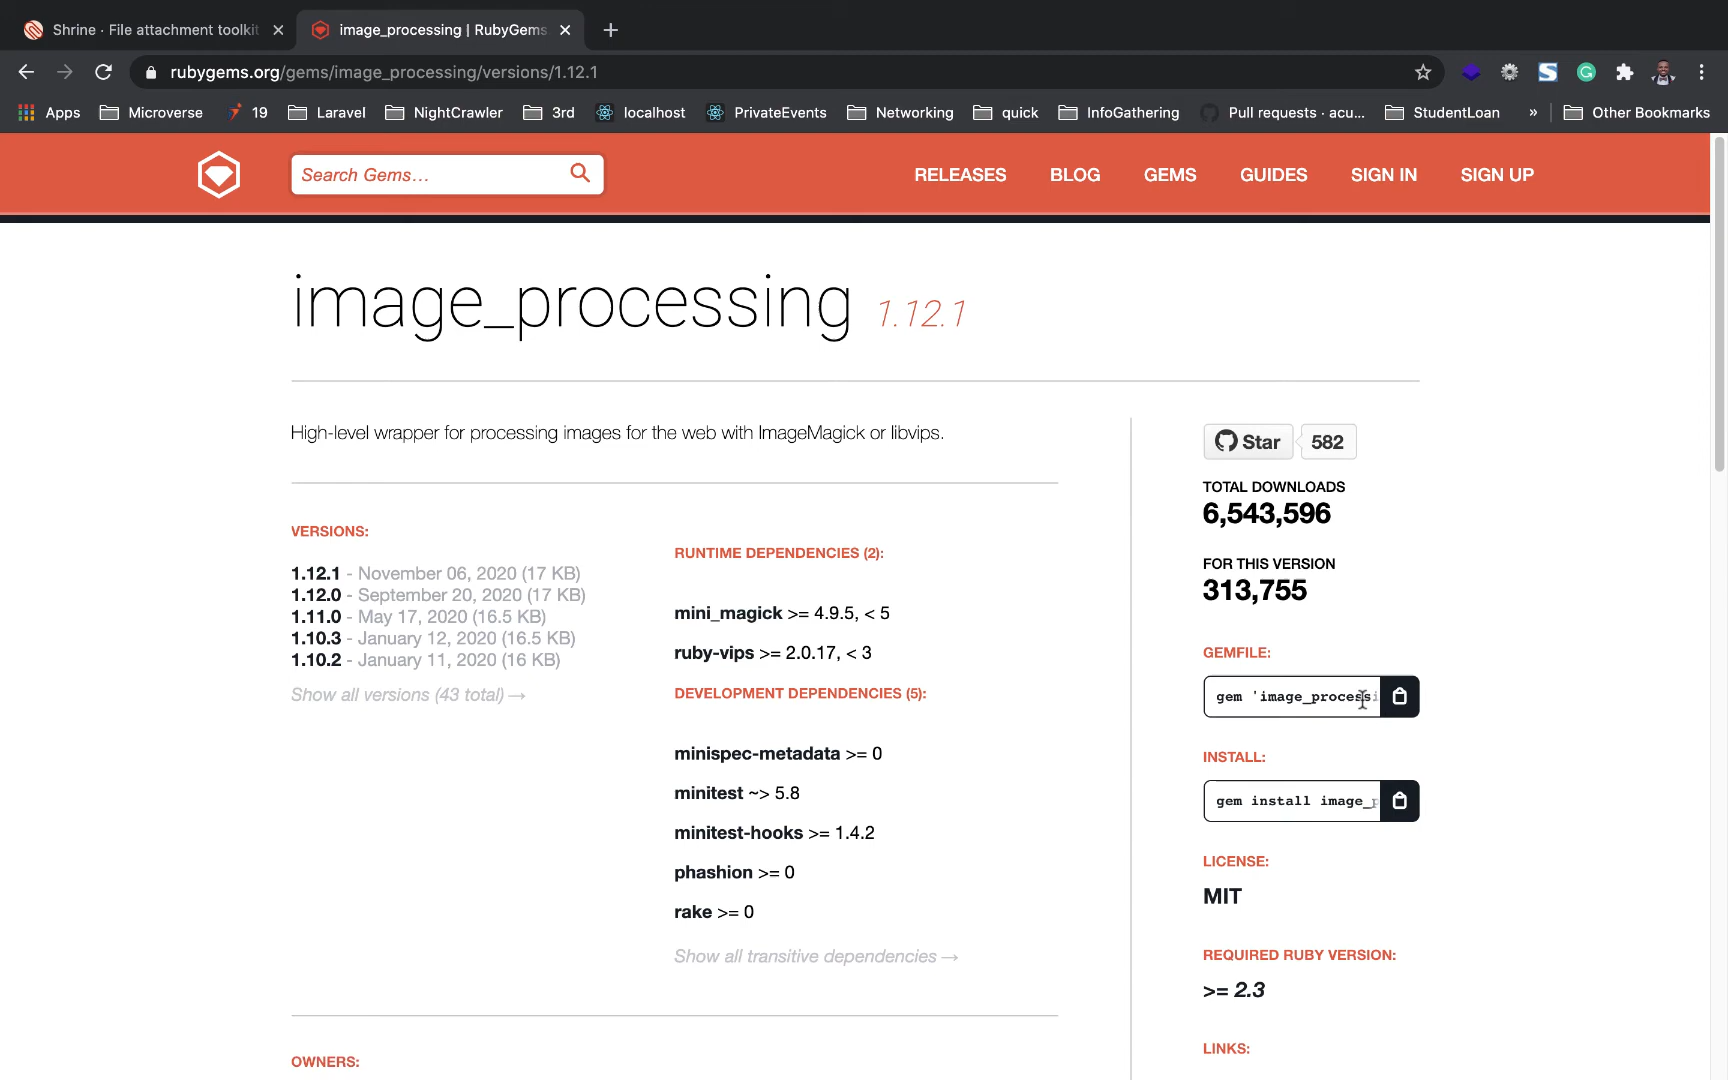 Shrine · File attachment toolkit
image_processing | RubyGems.
rubygems.org/gems/image_processing/versions/1.12.1
Apps
Microverse
19
Laravel
NightCrawler
3rd
localhost
PrivateEvents
Networking
quick
InfoGathering
Pull requests · acu...
StudentLoan
»
Other Bookmarks
Search Gems…
RELEASES
BLOG
GEMS
GUIDES
SIGN IN
SIGN UP
image_processing 1.12.1
High-level wrapper for processing images for the web with ImageMagick or libvips.
VERSIONS:
1.12.1 - November 06, 2020 (17 KB)
1.12.0 - September 20, 2020 (17 KB)
1.11.0 - May 17, 2020 (16.5 KB)
1.10.3 - January 12, 2020 (16.5 KB)
1.10.2 - January 11, 2020 (16 KB)
Show all versions (43 total) →
RUNTIME DEPENDENCIES (2):
mini_magick >= 4.9.5, < 5
ruby-vips >= 2.0.17, < 3
DEVELOPMENT DEPENDENCIES (5):
minispec-metadata >= 0
minitest ~> 5.8
minitest-hooks >= 1.4.2
phashion >= 0
rake >= 0
Show all transitive dependencies →
OWNERS:
Star 582
TOTAL DOWNLOADS
6,543,596
FOR THIS VERSION
313,755
GEMFILE:
gem 'image_processi
INSTALL:
gem install image_p
LICENSE:
MIT
REQUIRED RUBY VERSION:
>= 2.3
LINKS: